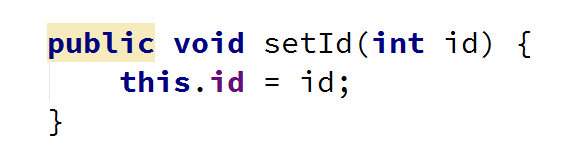 public void setId(int id) {
    this.id = id;
}